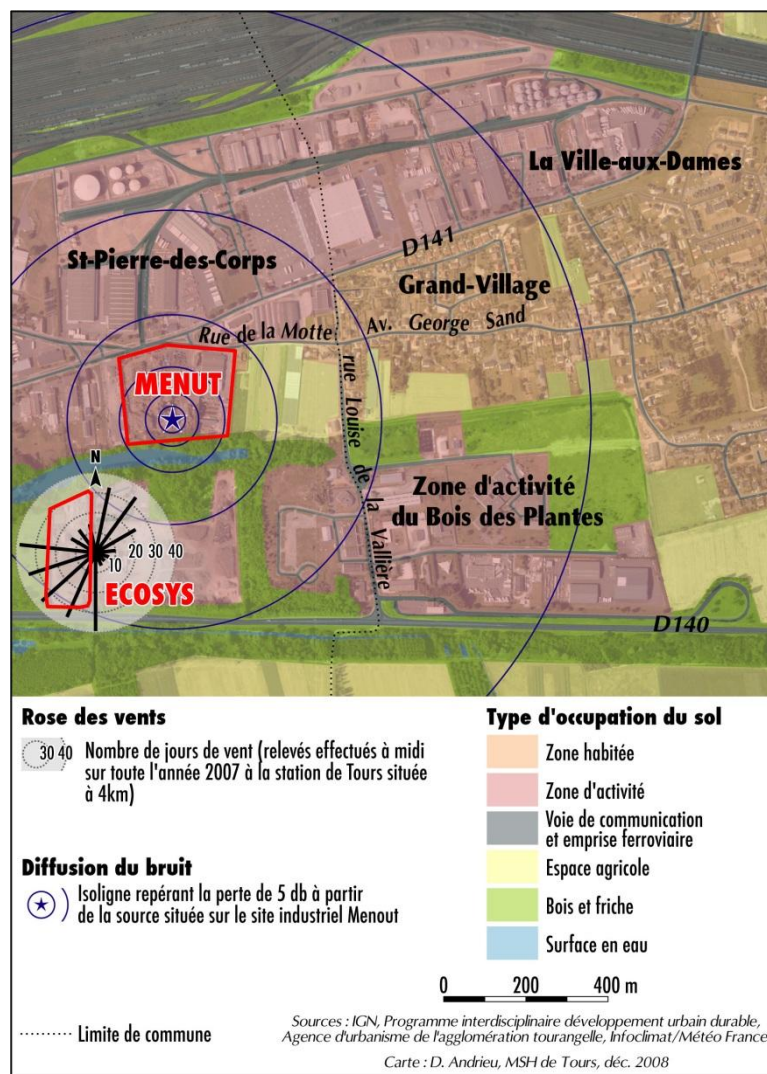 La Ville-aux-Dames
D141
St-Pierre-des-Corps
Grand-Village
Rue de la Motte
Av. George Sand
MENUT
rue Louise de la Vallière
N
Zone d'activité
du Bois des Plantes
10 20 30 40
ECOSYS
D140
Rose des vents
30 40
Nombre de jours de vent (relevés effectués à midi
sur toute l'année 2007 à la station de Tours située
à 4km)
Diffusion du bruit
Isoligne repérant la perte de 5 db à partir
de la source située sur le site industriel Menout
Limite de commune
Type d'occupation du sol
Zone habitée
Zone d'activité
Voie de communication
et emprise ferroviaire
Espace agricole
Bois et friche
Surface en eau
0 200 400 m
Sources : IGN, Programme interdisciplinaire développement urbain durable,
Agence d'urbanisme de l'agglomération tourangelle, Infoclimat/Météo France
Carte : D. Andrieu, MSH de Tours, déc. 2008